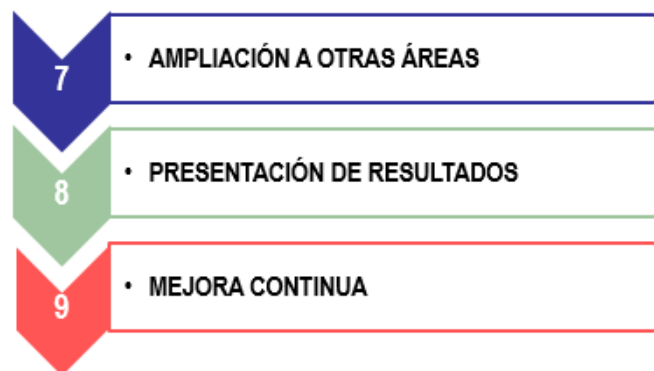 7
• AMPLIACIÓN A OTRAS ÁREAS
8
• PRESENTACIÓN DE RESULTADOS
9
• MEJORA CONTINUA